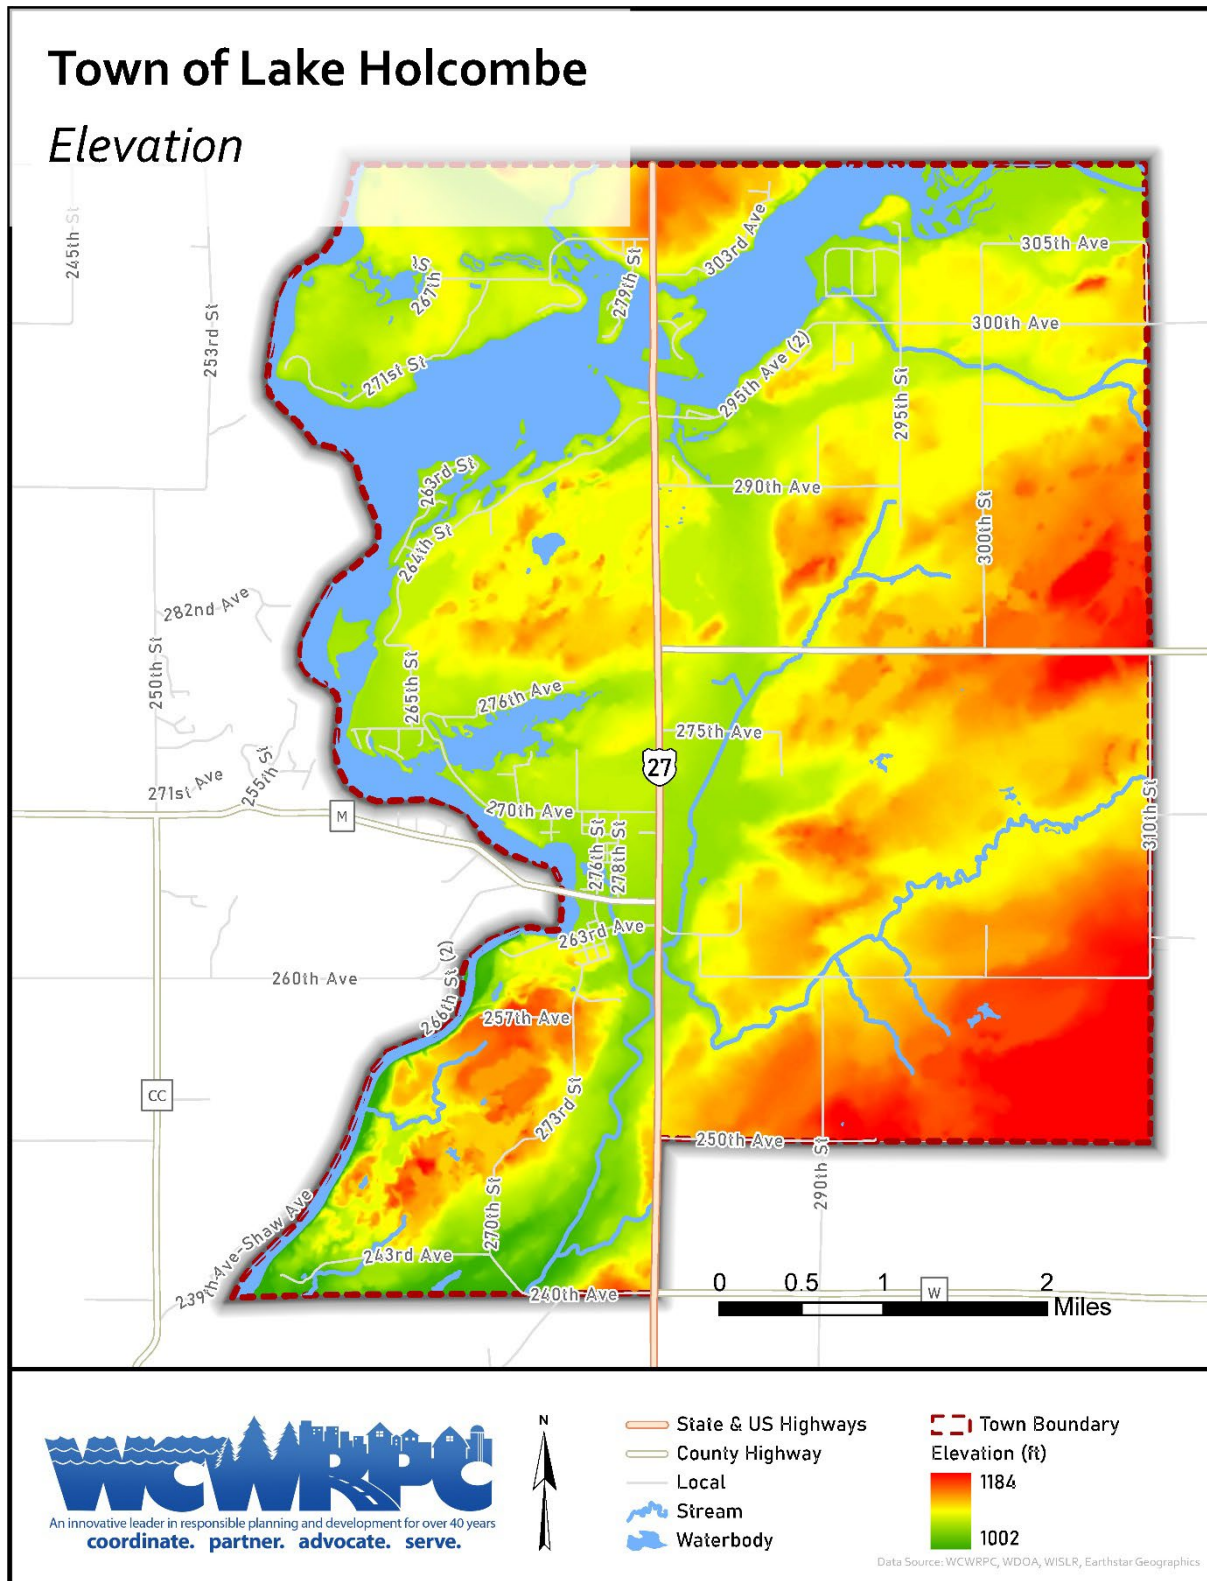 Town of Lake Holcombe
Elevation
245th St
253rd St
267th St
279th St
303rd Ave
305th Ave
300th Ave
271st St
295th Ave (2)
295th St
263rd St
290th Ave
300th St
264th St
282nd Ave
250th St
265th St
276th Ave
275th Ave
27
271st Ave
255th St
M
270th Ave
276th St
278th St
310th St
263rd Ave
260th Ave
266th St (2)
257th Ave
CC
273rd St
250th Ave
290th St
270th St
239th Ave-Shaw Ave
243rd Ave
240th Ave
W
0 0.5 1 2
Miles
WCWRPC
An innovative leader in responsible planning and development for over 40 years
coordinate. partner. advocate. serve.
N
State & US Highways
County Highway
Local
Stream
Waterbody
Town Boundary
Elevation (ft)
1184
1002
Data Source: WCWRPC, WDOA, WISLR, Earthstar Geographics